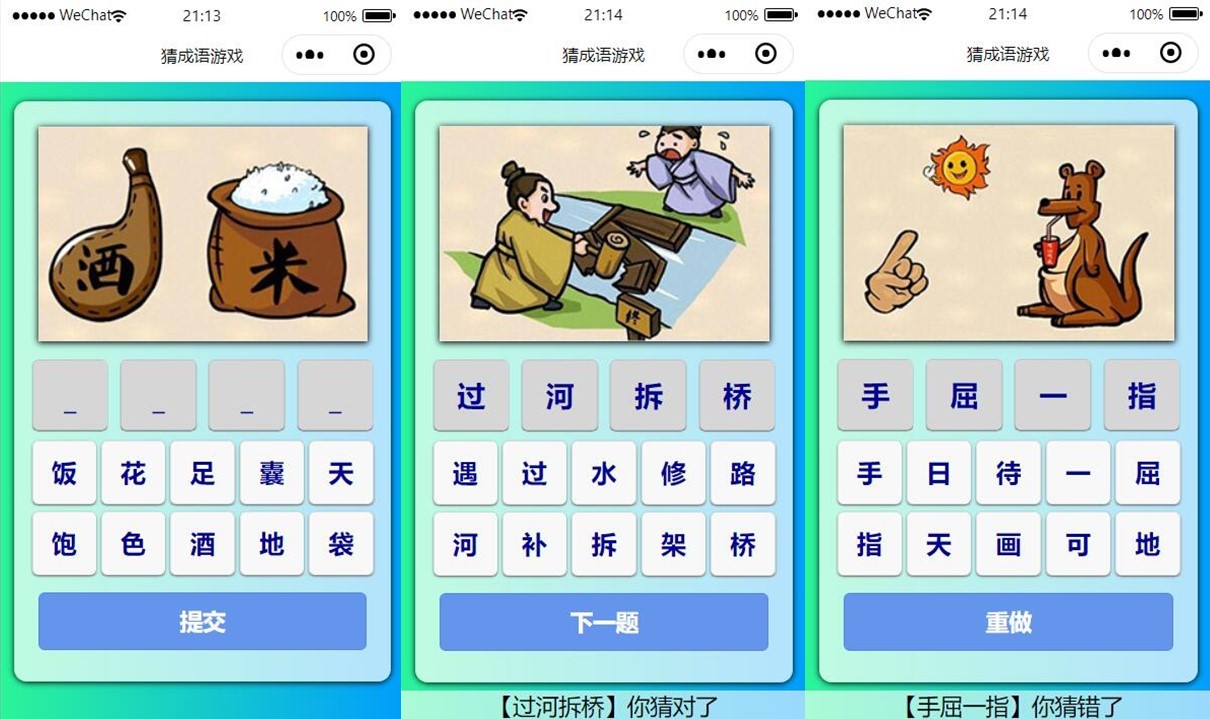 ●●●●● WeChat 21:13 100%
猜成语游戏
酒 米
_ _ _ _
饭 花 足 囊 天
饱 色 酒 地 袋
提交
●●●●● WeChat 21:14 100%
猜成语游戏
终
过 河 拆 桥
遇 过 水 修 路
河 补 拆 架 桥
下一题
【过河拆桥】你猜对了
●●●●● WeChat 21:14 100%
猜成语游戏
手 屈 一 指
手 日 待 一 屈
指 天 画 可 地
重做
【手屈一指】你猜错了